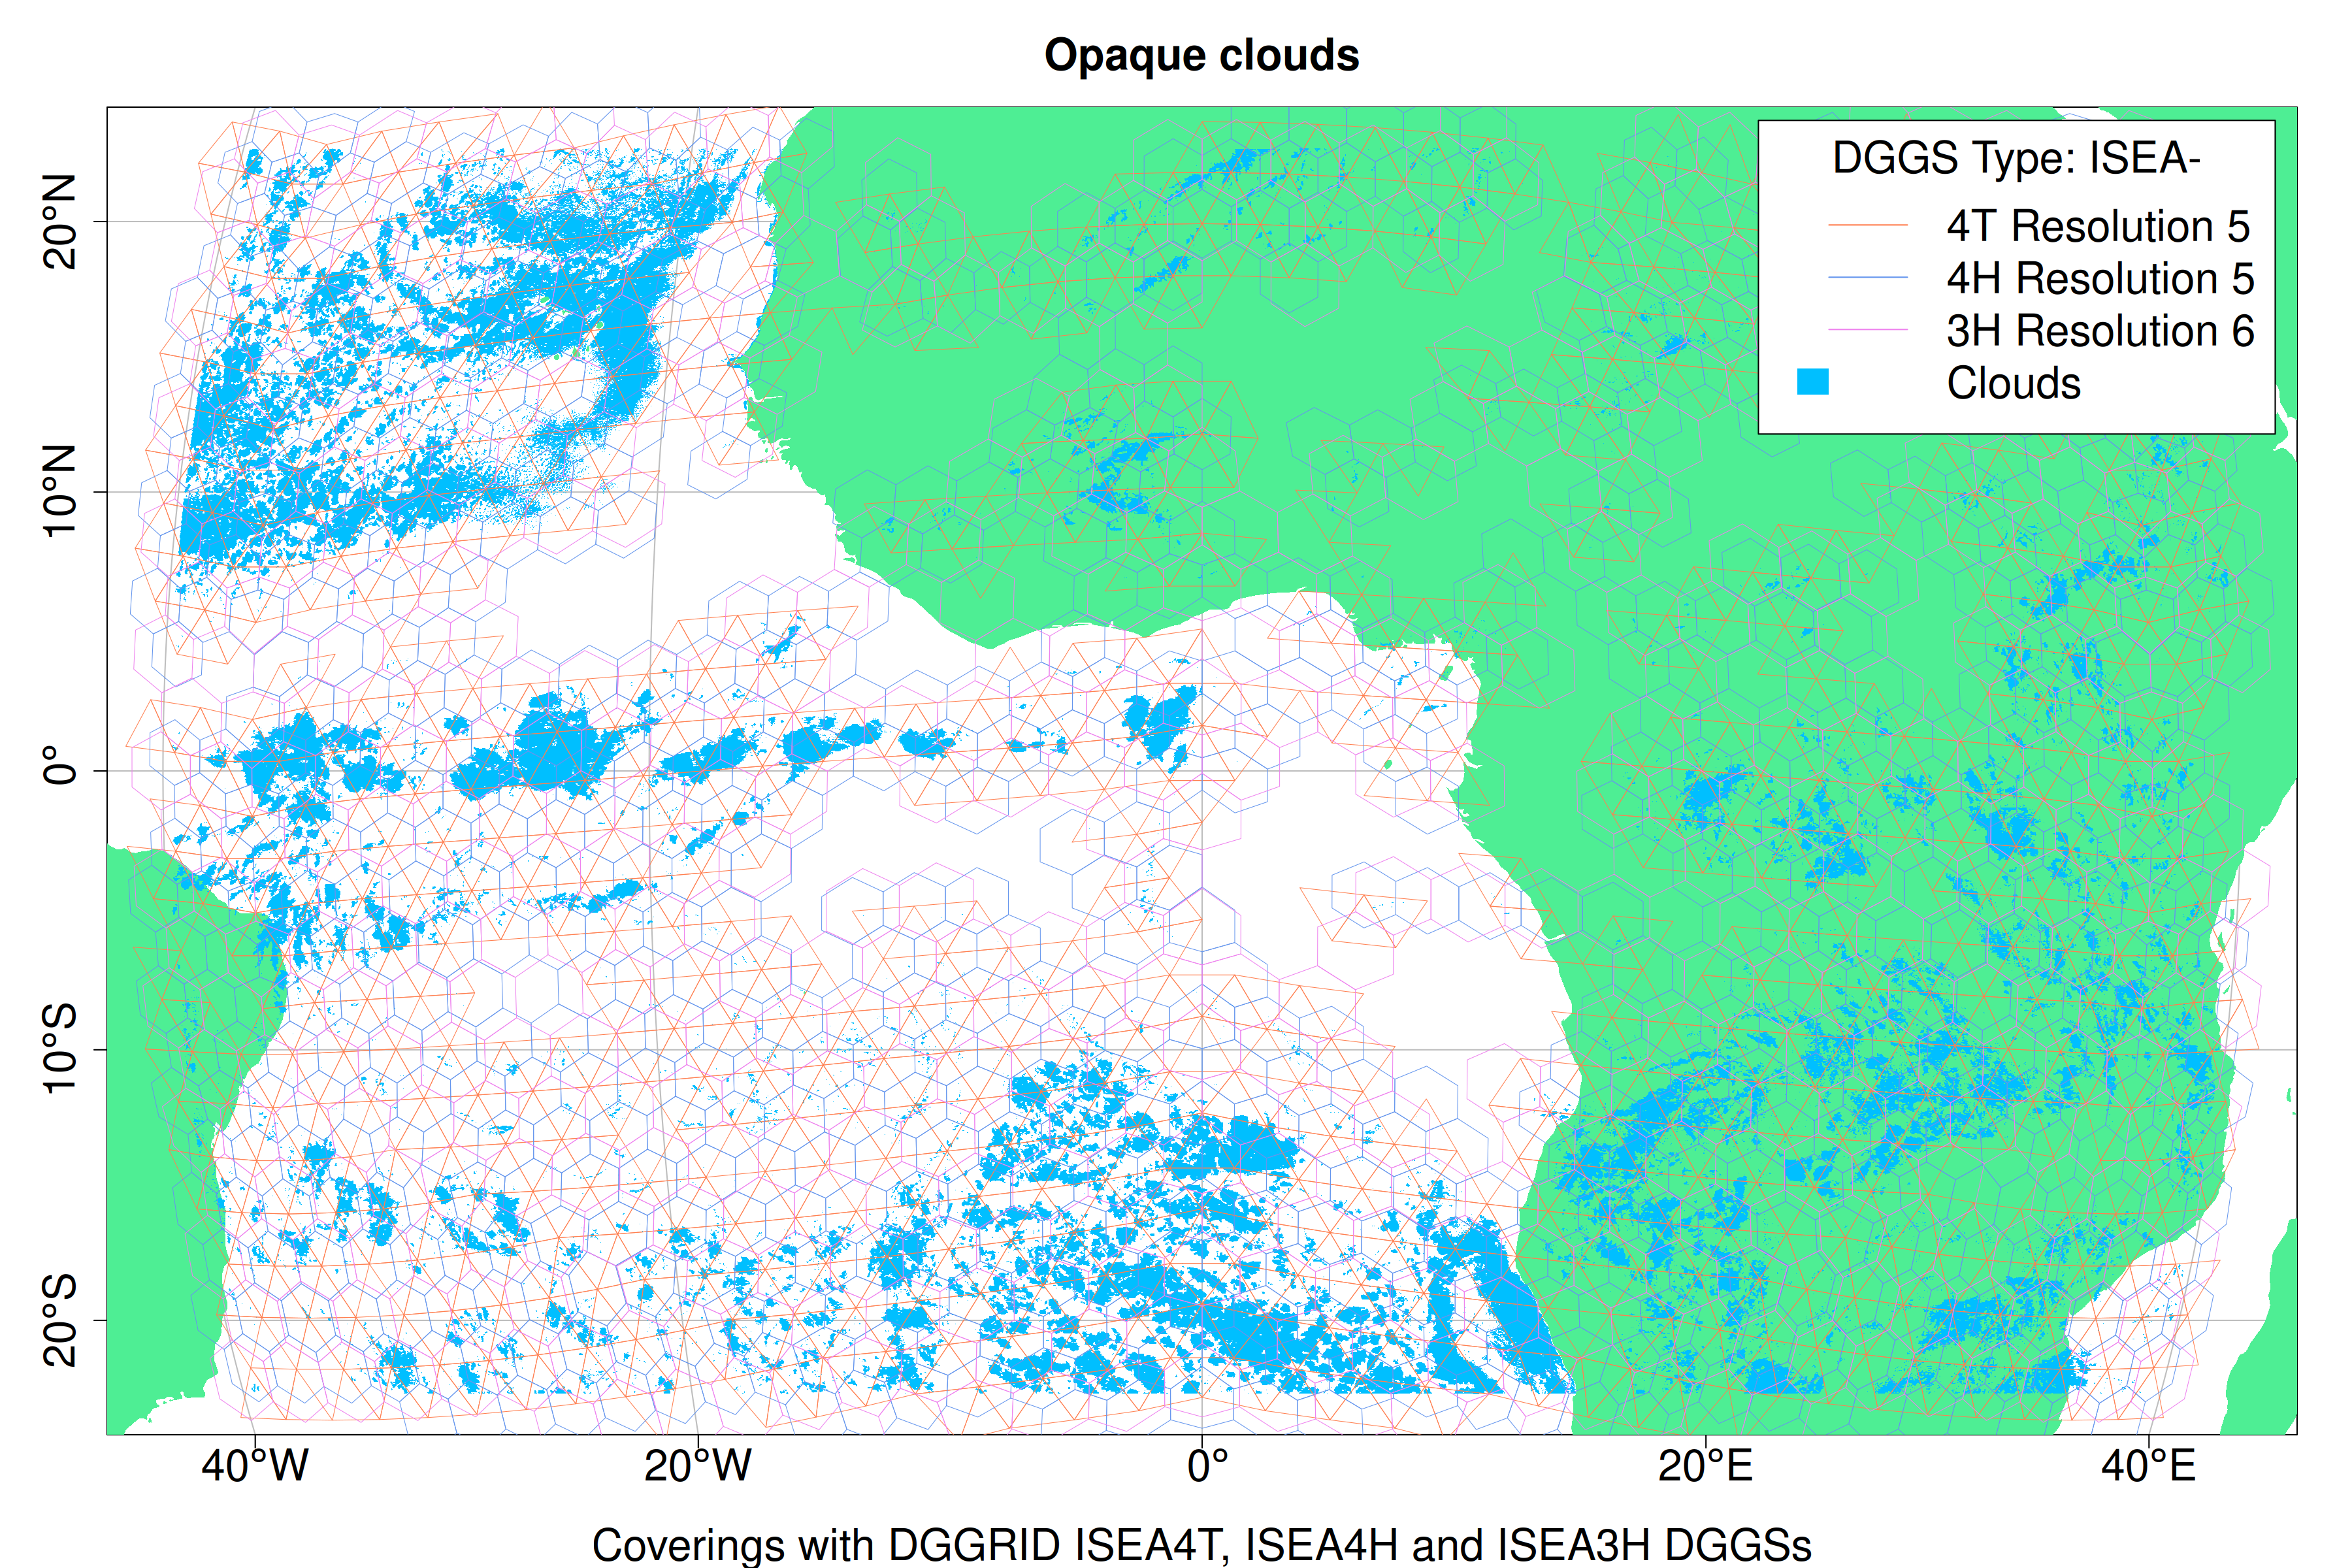 Opaque clouds
DGGS Type: ISEA-
4T Resolution 5
4H Resolution 5
3H Resolution 6
Clouds
20°N
10°N
0°
10°S
20°S
40°W
20°W
0°
20°E
40°E
Coverings with DGGRID ISEA4T, ISEA4H and ISEA3H DGGSs